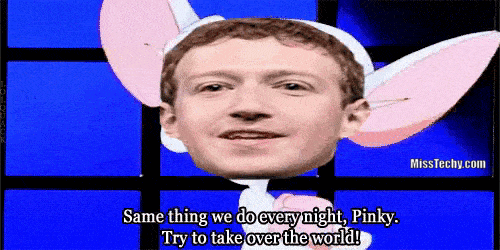 MissTechy.com
Same thing we do every night, Pinky.
Try to take over the world!